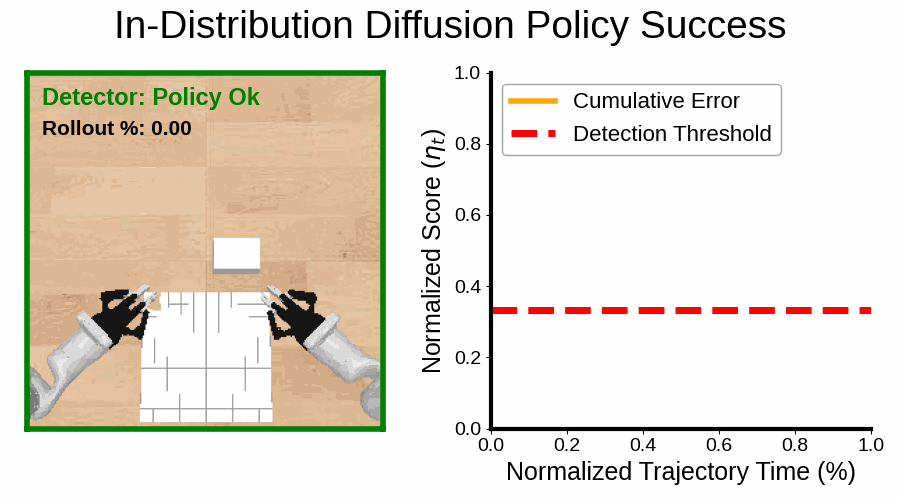 In-Distribution Diffusion Policy Success
Detector: Policy Ok
Rollout %: 0.00
Cumulative Error
Detection Threshold
Normalized Score (ηₜ)
1.0
0.8
0.6
0.4
0.2
0.0
0.0 0.2 0.4 0.6 0.8 1.0
Normalized Trajectory Time (%)